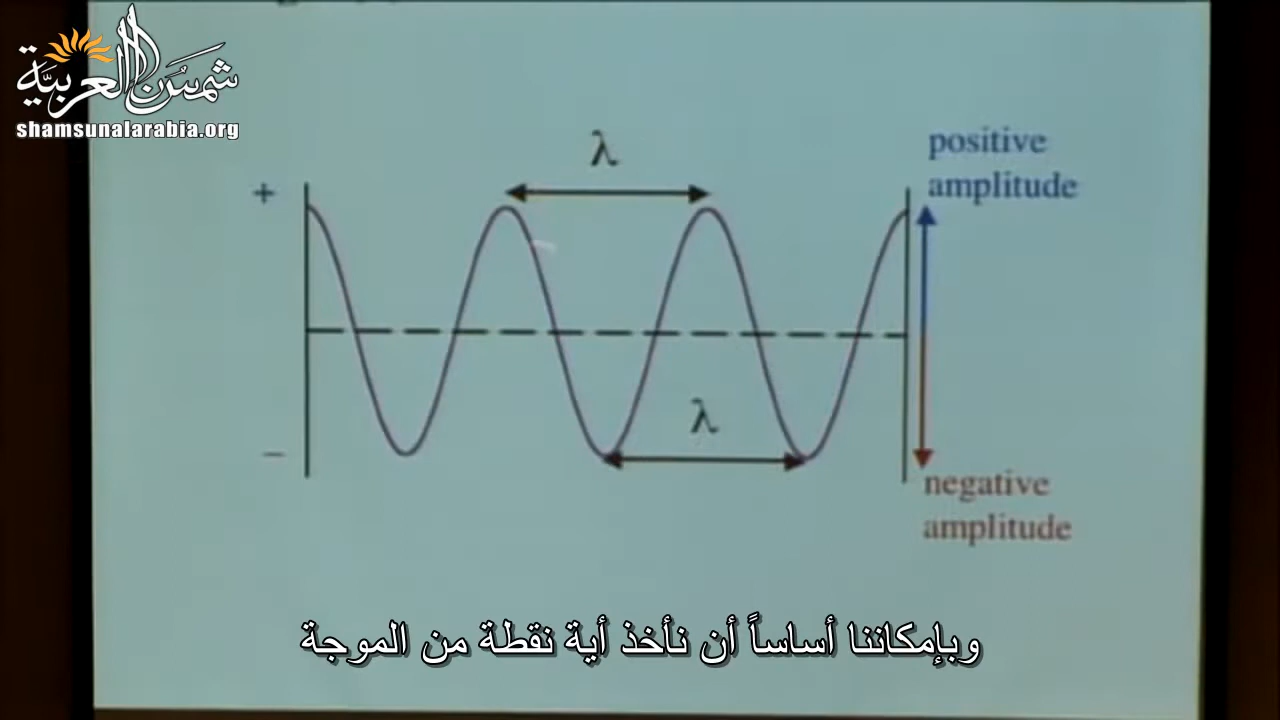 شمس العربية
shamsunalarabia.org
λ
positive
amplitude
+
λ
−
negative
amplitude
وبإمكاننا أساساً أن نأخذ أية نقطة من الموجة